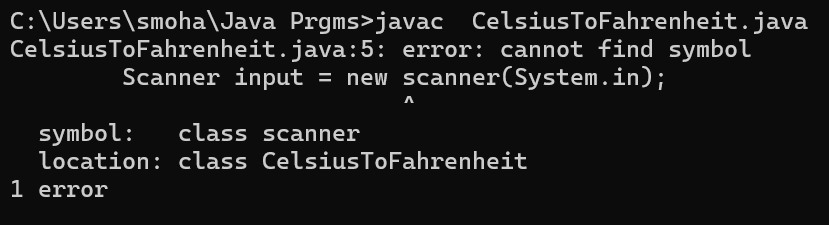 C:\Users\smoha\Java Prgms>javac  CelsiusToFahrenheit.java
CelsiusToFahrenheit.java:5: error: cannot find symbol
        Scanner input = new scanner(System.in);
                            ^
  symbol:   class scanner
  location: class CelsiusToFahrenheit
1 error